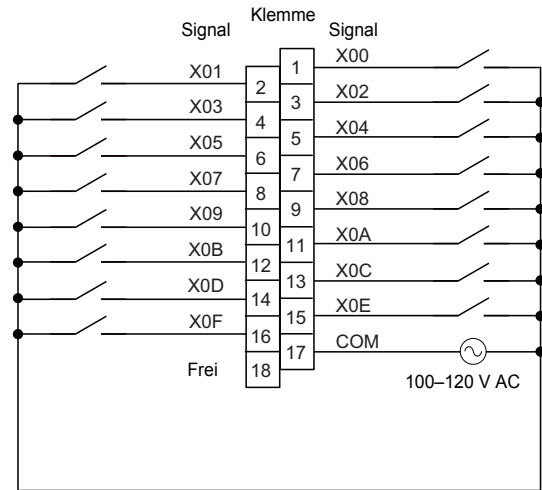 Klemme
Signal Signal
1 X00
X01 2
3 X02
X03 4
5 X04
X05 6
7 X06
X07 8
9 X08
X09 10
11 X0A
X0B 12
13 X0C
X0D 14
15 X0E
X0F 16
17 COM
Frei 18
100–120 V AC